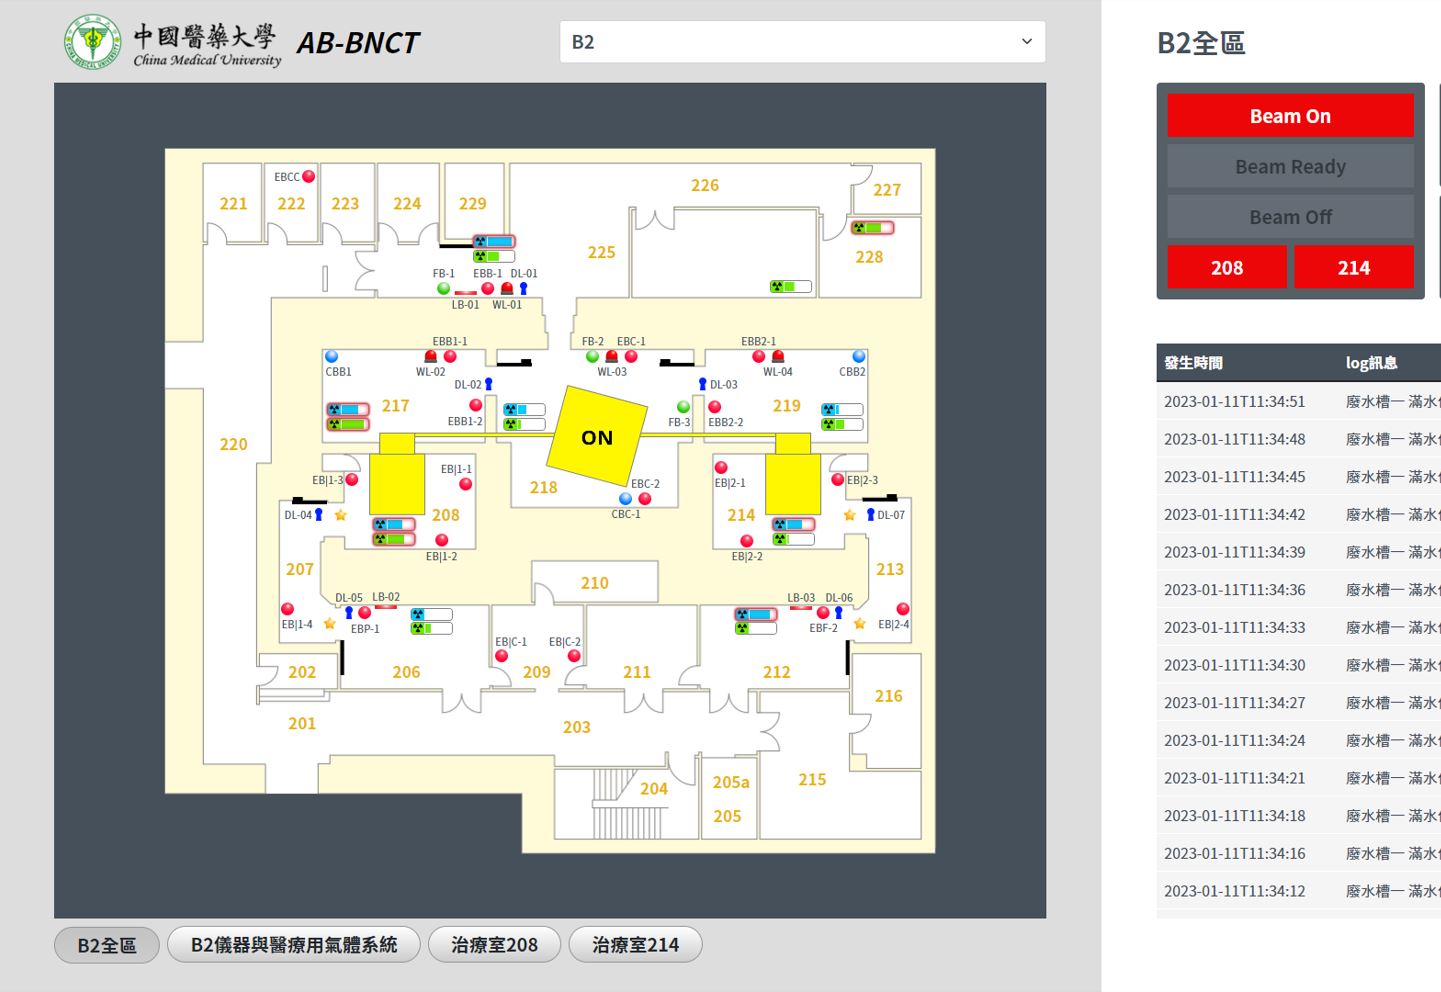 中國醫藥大學
China Medical University
AB-BNCT
B2
B2全區
Beam On
Beam Ready
Beam Off
208 214
發生時間 log訊息
2023-01-11T11:34:51 廢水槽一 滿水
2023-01-11T11:34:48 廢水槽一 滿水
2023-01-11T11:34:45 廢水槽一 滿水
2023-01-11T11:34:42 廢水槽一 滿水
2023-01-11T11:34:39 廢水槽一 滿水
2023-01-11T11:34:36 廢水槽一 滿水
2023-01-11T11:34:33 廢水槽一 滿水
2023-01-11T11:34:30 廢水槽一 滿水
2023-01-11T11:34:27 廢水槽一 滿水
2023-01-11T11:34:24 廢水槽一 滿水
2023-01-11T11:34:21 廢水槽一 滿水
2023-01-11T11:34:18 廢水槽一 滿水
2023-01-11T11:34:16 廢水槽一 滿水
2023-01-11T11:34:12 廢水槽一 滿水
EBCC
226
227
221 222 223 224 229
225
228
FB-1 EBB-1 DL-01
LB-01 WL-01
EBB1-1 FB-2 EBC-1 EBB2-1
CBB1 WL-02 WL-03 WL-04 CBB2
DL-02 DL-03
217 219
EBB1-2 FB-3 EBB2-2
ON
220
EB|1-1
EB|1-3 EBC-2 EB|2-1 EB|2-3
218
DL-04 208 CBC-1 214 DL-07
EB|1-2 EB|2-2
207 213
210
DL-05 LB-02 LB-03 DL-06
EB|1-4 EBP-1 EBF-2 EB|2-4
EB|C-1 EB|C-2
202 206 209 211 212
216
201 203
204 205a 215
205
B2全區 B2儀器與醫療用氣體系統 治療室208 治療室214